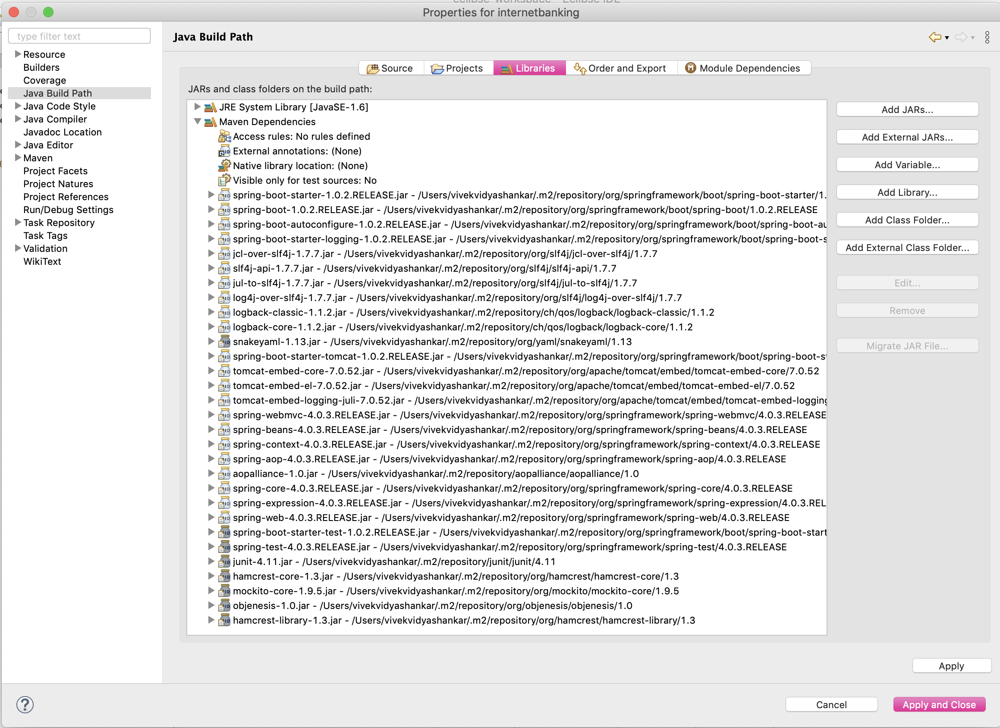 Properties for internetbanking
type filter text
Resource
Builders
Coverage
Java Build Path
Java Code Style
Java Compiler
Javadoc Location
Java Editor
Maven
Project Facets
Project Natures
Project References
Run/Debug Settings
Task Repository
Task Tags
Validation
WikiText
Java Build Path
Source
Projects
Libraries
Order and Export
Module Dependencies
JARs and class folders on the build path:
JRE System Library [JavaSE-1.6]
Maven Dependencies
Access rules: No rules defined
External annotations: (None)
Native library location: (None)
Visible only for test sources: No
spring-boot-starter-1.0.2.RELEASE.jar - /Users/vivekvidyashankar/.m2/repository/org/springframework/boot/spring-boot-starter/1.
spring-boot-1.0.2.RELEASE.jar - /Users/vivekvidyashankar/.m2/repository/org/springframework/boot/spring-boot/1.0.2.RELEASE
spring-boot-autoconfigure-1.0.2.RELEASE.jar - /Users/vivekvidyashankar/.m2/repository/org/springframework/boot/spring-boot-au
spring-boot-starter-logging-1.0.2.RELEASE.jar - /Users/vivekvidyashankar/.m2/repository/org/springframework/boot/spring-boot-s
jcl-over-slf4j-1.7.7.jar - /Users/vivekvidyashankar/.m2/repository/org/slf4j/jcl-over-slf4j/1.7.7
slf4j-api-1.7.7.jar - /Users/vivekvidyashankar/.m2/repository/org/slf4j/slf4j-api/1.7.7
jul-to-slf4j-1.7.7.jar - /Users/vivekvidyashankar/.m2/repository/org/slf4j/jul-to-slf4j/1.7.7
log4j-over-slf4j-1.7.7.jar - /Users/vivekvidyashankar/.m2/repository/org/slf4j/log4j-over-slf4j/1.7.7
logback-classic-1.1.2.jar - /Users/vivekvidyashankar/.m2/repository/ch/qos/logback/logback-classic/1.1.2
logback-core-1.1.2.jar - /Users/vivekvidyashankar/.m2/repository/ch/qos/logback/logback-core/1.1.2
snakeyaml-1.13.jar - /Users/vivekvidyashankar/.m2/repository/org/yaml/snakeyaml/1.13
spring-boot-starter-tomcat-1.0.2.RELEASE.jar - /Users/vivekvidyashankar/.m2/repository/org/springframework/boot/spring-boot-st
tomcat-embed-core-7.0.52.jar - /Users/vivekvidyashankar/.m2/repository/org/apache/tomcat/embed/tomcat-embed-core/7.0.52
tomcat-embed-el-7.0.52.jar - /Users/vivekvidyashankar/.m2/repository/org/apache/tomcat/embed/tomcat-embed-el/7.0.52
tomcat-embed-logging-juli-7.0.52.jar - /Users/vivekvidyashankar/.m2/repository/org/apache/tomcat/embed/tomcat-embed-logging
spring-webmvc-4.0.3.RELEASE.jar - /Users/vivekvidyashankar/.m2/repository/org/springframework/spring-webmvc/4.0.3.RELEASE
spring-beans-4.0.3.RELEASE.jar - /Users/vivekvidyashankar/.m2/repository/org/springframework/spring-beans/4.0.3.RELEASE
spring-context-4.0.3.RELEASE.jar - /Users/vivekvidyashankar/.m2/repository/org/springframework/spring-context/4.0.3.RELEASE
spring-aop-4.0.3.RELEASE.jar - /Users/vivekvidyashankar/.m2/repository/org/springframework/spring-aop/4.0.3.RELEASE
aopalliance-1.0.jar - /Users/vivekvidyashankar/.m2/repository/aopalliance/aopalliance/1.0
spring-core-4.0.3.RELEASE.jar - /Users/vivekvidyashankar/.m2/repository/org/springframework/spring-core/4.0.3.RELEASE
spring-expression-4.0.3.RELEASE.jar - /Users/vivekvidyashankar/.m2/repository/org/springframework/spring-expression/4.0.3.REL
spring-web-4.0.3.RELEASE.jar - /Users/vivekvidyashankar/.m2/repository/org/springframework/spring-web/4.0.3.RELEASE
spring-boot-starter-test-1.0.2.RELEASE.jar - /Users/vivekvidyashankar/.m2/repository/org/springframework/boot/spring-boot-start
spring-test-4.0.3.RELEASE.jar - /Users/vivekvidyashankar/.m2/repository/org/springframework/spring-test/4.0.3.RELEASE
junit-4.11.jar - /Users/vivekvidyashankar/.m2/repository/junit/junit/4.11
hamcrest-core-1.3.jar - /Users/vivekvidyashankar/.m2/repository/org/hamcrest/hamcrest-core/1.3
mockito-core-1.9.5.jar - /Users/vivekvidyashankar/.m2/repository/org/mockito/mockito-core/1.9.5
objenesis-1.0.jar - /Users/vivekvidyashankar/.m2/repository/org/objenesis/objenesis/1.0
hamcrest-library-1.3.jar - /Users/vivekvidyashankar/.m2/repository/org/hamcrest/hamcrest-library/1.3
Add JARs...
Add External JARs...
Add Variable...
Add Library...
Add Class Folder...
Add External Class Folder...
Edit...
Remove
Migrate JAR File...
Apply
Cancel
Apply and Close